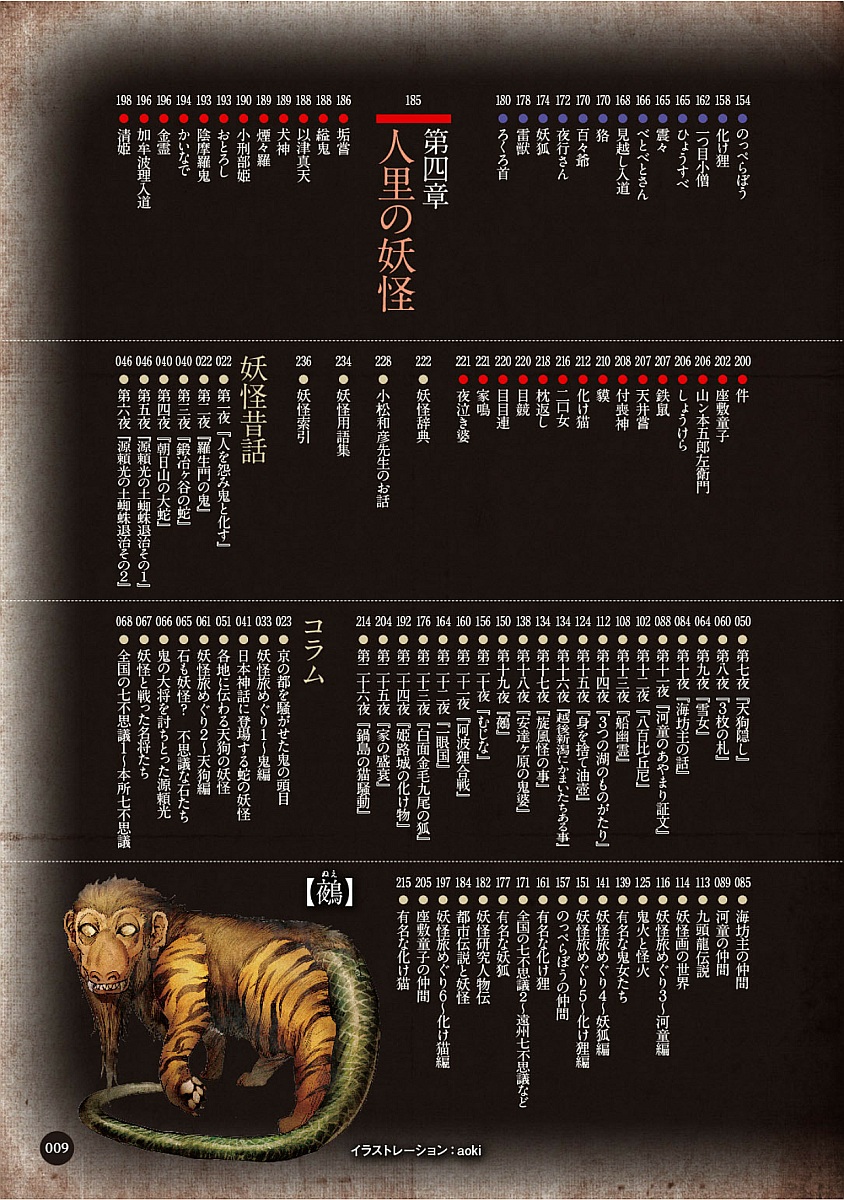 154 のっぺらぼう
158 化け狸
162 一つ目小僧
165 ひょうすべ
165 震々
166 べとべとさん
168 見越し入道
170 狢
170 百々爺
172 夜行さん
174 妖狐
178 雷獣
180 ろくろ首
185 第四章
人里の妖怪
186 垢嘗
188 縊鬼
188 以津真天
189 犬神
189 煙々羅
190 小刑部姫
193 おとろし
193 陰摩羅鬼
194 かいなで
196 金霊
196 加牟波理入道
198 清姫
200 件
202 座敷童子
206 山ン本五郎左衛門
206 しょうけら
207 鉄鼠
207 天井嘗
208 付喪神
210 貘
212 化け猫
216 二口女
218 枕返し
220 目競
220 目目連
221 家鳴
221 夜泣き婆
222 妖怪辞典
228 小松和彦先生のお話
234 妖怪用語集
236 妖怪索引
妖怪昔話
022 第一夜『人を怨み鬼と化す』
022 第二夜『羅生門の鬼』
040 第三夜『鍛冶ヶ谷の蛇』
040 第四夜『朝日山の大蛇』
046 第五夜『源頼光の土蜘蛛退治その1』
046 第六夜『源頼光の土蜘蛛退治その2』
050 第七夜『天狗隠し』
060 第八夜『3枚の札』
064 第九夜『雪女』
084 第十夜『海坊主の話』
088 第十一夜『河童のあやまり証文』
102 第十二夜『八百比丘尼』
108 第十三夜『船幽霊』
112 第十四夜『3つの湖のものがたり』
124 第十五夜『身を捨て油壷』
134 第十六夜『越後新潟にかまいたちある事』
134 第十七夜『旋風怪の事』
138 第十八夜『安達ヶ原の鬼婆』
150 第十九夜『鵺』
156 第二十夜『むじな』
160 第二十一夜『阿波狸合戦』
164 第二十二夜『一眼国』
176 第二十三夜『白面金毛九尾の狐』
192 第二十四夜『姫路城の化け物』
204 第二十五夜『家の盛衰』
214 第二十六夜『鍋島の猫騒動』
コラム
023 京の都を騒がせた鬼の頭目
033 妖怪旅めぐり1〜鬼編
041 日本神話に登場する蛇の妖怪
051 各地に伝わる天狗の妖怪
061 妖怪旅めぐり2〜天狗編
065 石も妖怪？ 不思議な石たち
066 鬼の大将を討ちとった源頼光
067 妖怪と戦った名将たち
068 全国の七不思議1〜本所七不思議
085 海坊主の仲間
089 河童の仲間
113 九頭龍伝説
114 妖怪画の世界
116 妖怪旅めぐり3〜河童編
125 鬼火と怪火
139 有名な鬼女たち
141 妖怪旅めぐり4〜妖狐編
151 妖怪旅めぐり5〜化け狸編
157 のっぺらぼうの仲間
161 有名な化け狸
171 全国の七不思議2〜遠州七不思議など
177 有名な妖狐
182 妖怪研究人物伝
184 都市伝説と妖怪
197 妖怪旅めぐり6〜化け猫編
205 座敷童子の仲間
215 有名な化け猫
ぬえ
【鵺】
イラストレーション：aoki
009